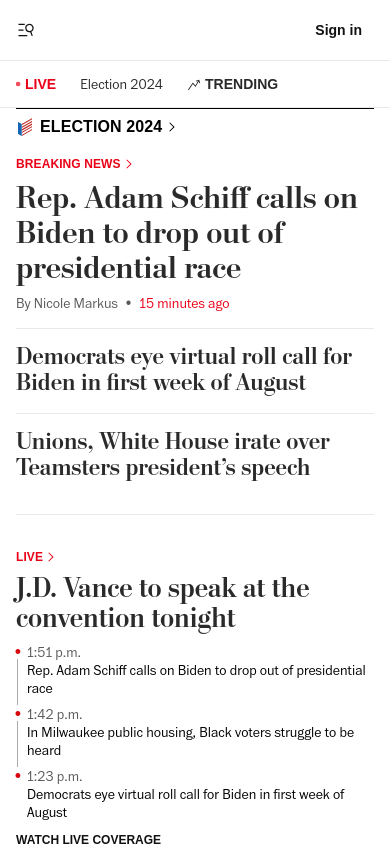 Sign in
LIVE
Election 2024
TRENDING
ELECTION 2024
BREAKING NEWS
Rep. Adam Schiff calls on
Biden to drop out of
presidential race
By Nicole Markus • 15 minutes ago
Democrats eye virtual roll call for
Biden in first week of August
Unions, White House irate over
Teamsters president’s speech
LIVE
J.D. Vance to speak at the
convention tonight
1:51 p.m.
Rep. Adam Schiff calls on Biden to drop out of presidential
race
1:42 p.m.
In Milwaukee public housing, Black voters struggle to be
heard
1:23 p.m.
Democrats eye virtual roll call for Biden in first week of
August
WATCH LIVE COVERAGE